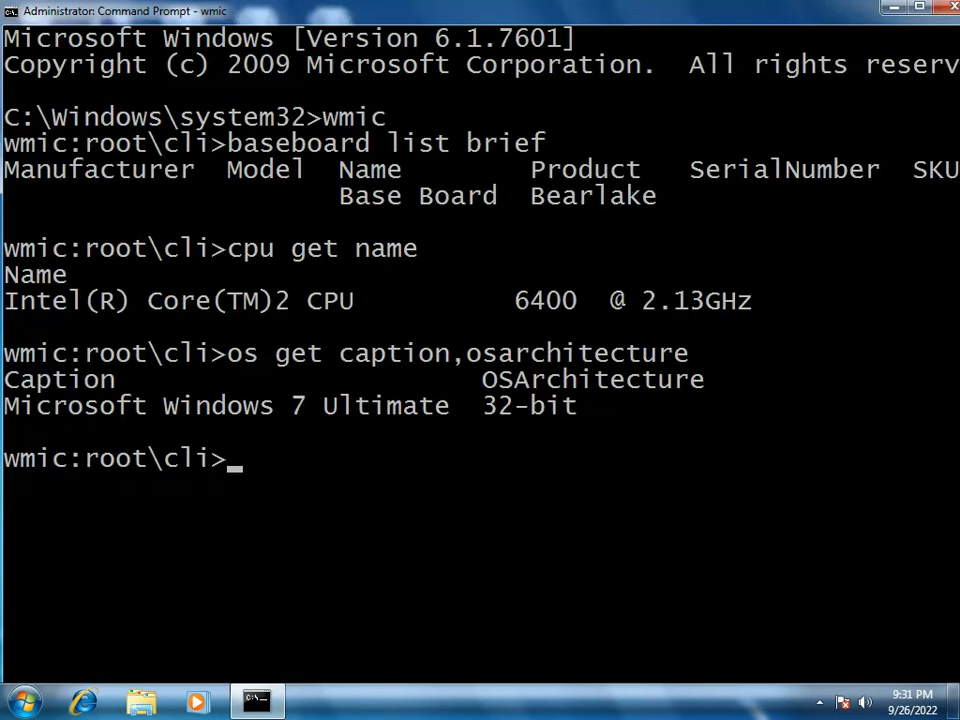 Administrator: Command Prompt - wmic
Microsoft Windows [Version 6.1.7601]
Copyright (c) 2009 Microsoft Corporation.  All rights reserv
C:\Windows\system32>wmic
wmic:root\cli>baseboard list brief
Manufacturer  Model  Name        Product   SerialNumber  SKU
                     Base Board  Bearlake
wmic:root\cli>cpu get name
Name
Intel(R) Core(TM)2 CPU          6400  @ 2.13GHz
wmic:root\cli>os get caption,osarchitecture
Caption                       OSArchitecture
Microsoft Windows 7 Ultimate  32-bit
wmic:root\cli>_
C:\.
9:31 PM
9/26/2022